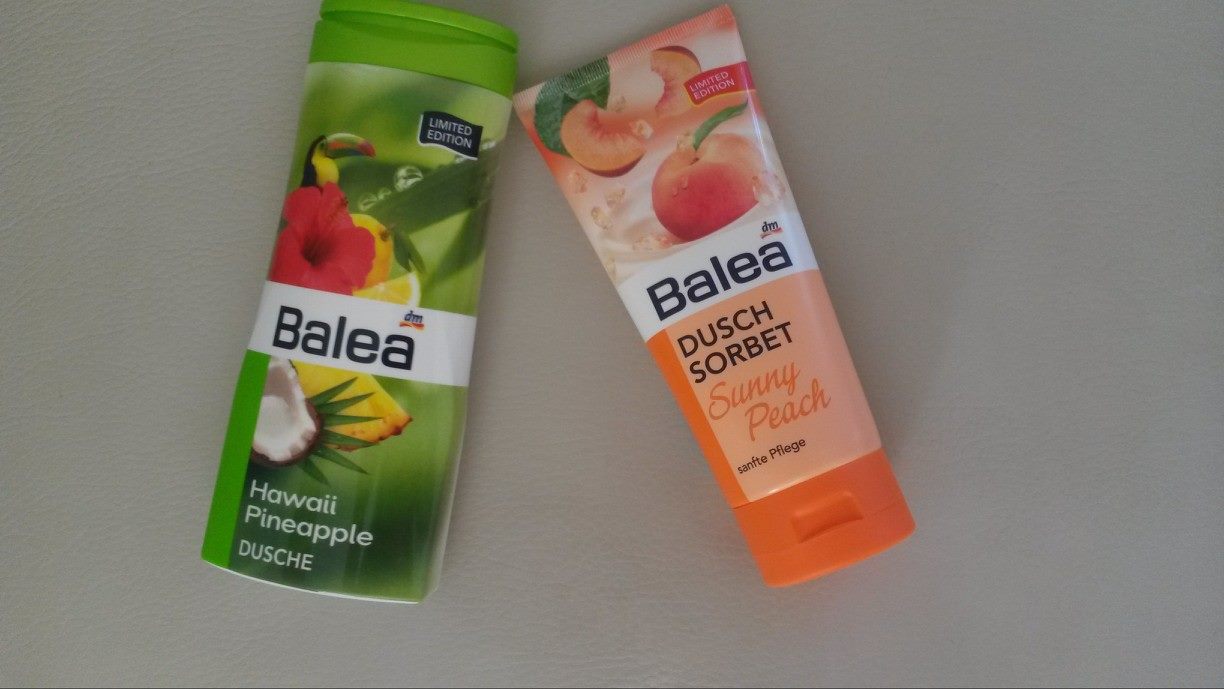 LIMITED
EDITION
dm
Balea
Hawaii
Pineapple
DUSCHE
LIMITED
EDITION
dm
Balea
DUSCH
SORBET
Sunny
Peach
sanfte Pflege